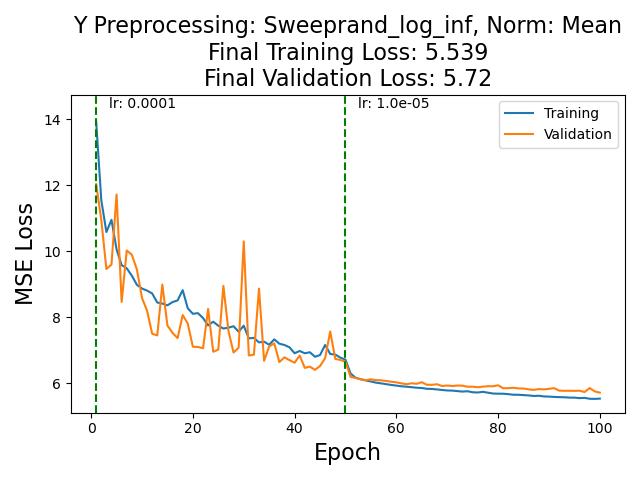 Y Preprocessing: Sweeprand_log_inf, Norm: Mean
Final Training Loss: 5.539
Final Validation Loss: 5.72
lr: 0.0001
lr: 1.0e-05
Training
Validation
MSE Loss
14
12
10
8
6
0
20
40
60
80
100
Epoch